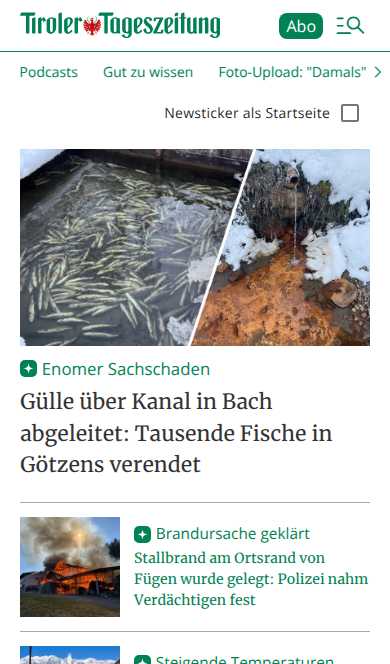 Tiroler Tageszeitung
Abo
Podcasts Gut zu wissen Foto-Upload: "Damals"
Newsticker als Startseite
Enomer Sachschaden
Gülle über Kanal in Bach
abgeleitet: Tausende Fische in
Götzens verendet
Brandursache geklärt
Stallbrand am Ortsrand von
Fügen wurde gelegt: Polizei nahm
Verdächtigen fest
Steigende Temperaturen